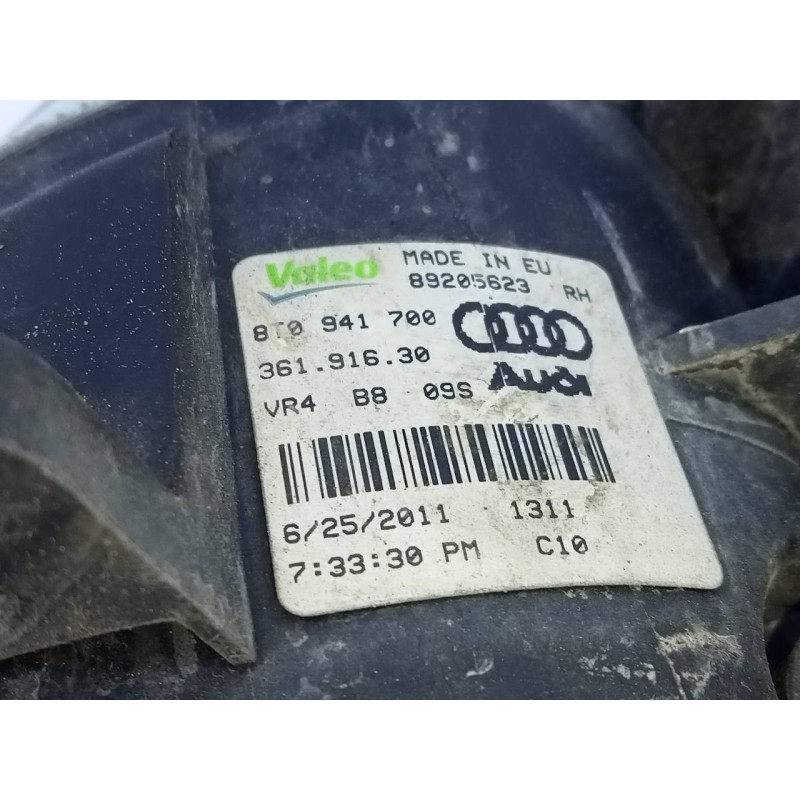 Valeo MADE IN EU
89205623 RH
8T0 941 700
361.916.30
VR4 B8 09S Audi
6/25/2011 1311
7:33:30 PM C10